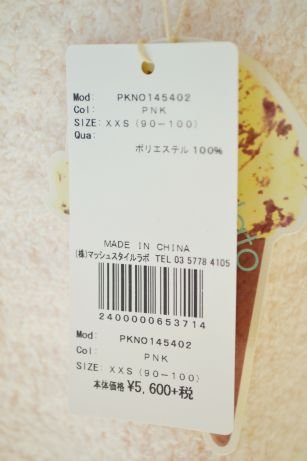 Mod: PKNO145402
Col: PNK
SIZE: XXS (90-100)
Qua:
ポリエステル 100%
MADE IN CHINA
(株)マッシュスタイルラボ TEL 03 5778 4105
2400000653714
Mod: PKNO145402
Col: PNK
SIZE: XXS (90-100)
本体価格 ¥5,600+税